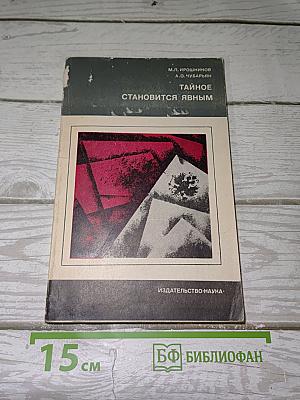 М.П. ИРОШНИКОВ
А.О. ЧУБАРЬЯН
ТАЙНОЕ
СТАНОВИТСЯ ЯВНЫМ
ИЗДАТЕЛЬСТВО·НАУКА·
15 см
БФ БИБЛИОФАН